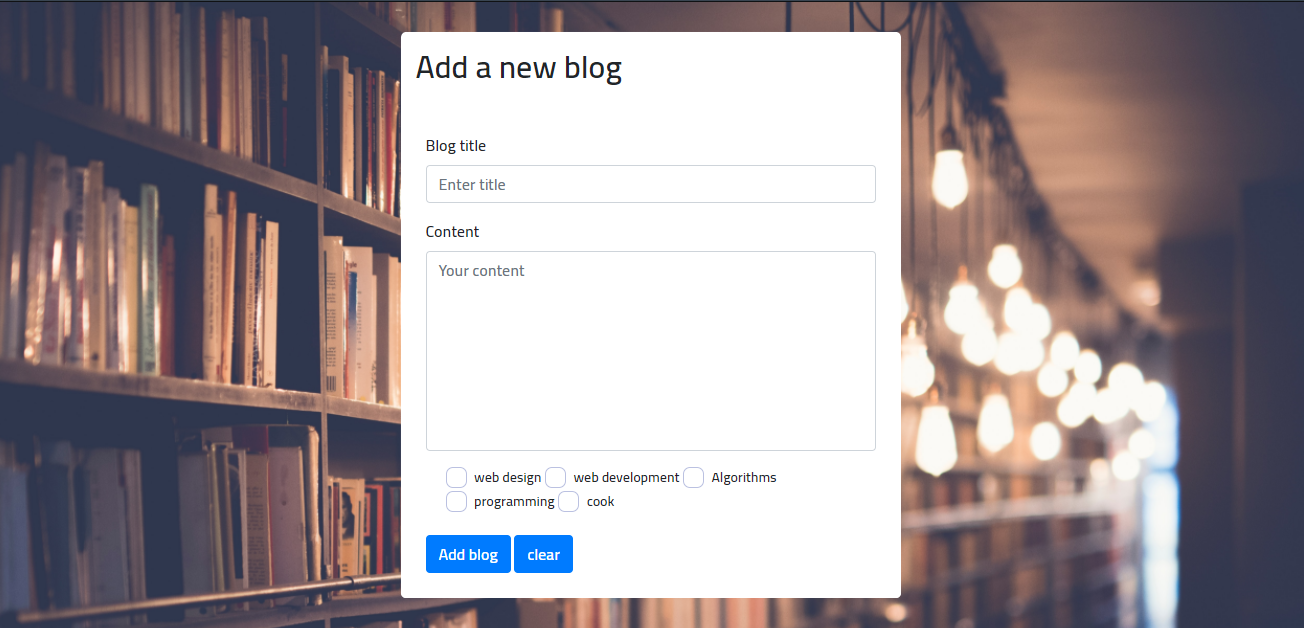 Add a new blog
Blog title
Enter title
Content
Your content
web design web development Algorithms
programming cook
Add blog clear